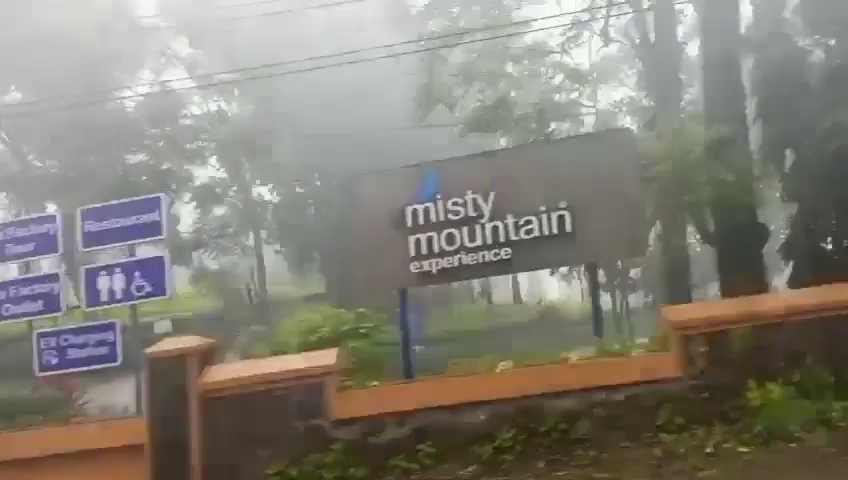 Factory
Tour
Factory
Outlet
Restaurant
EV Charging
Station
misty
mountain
experience